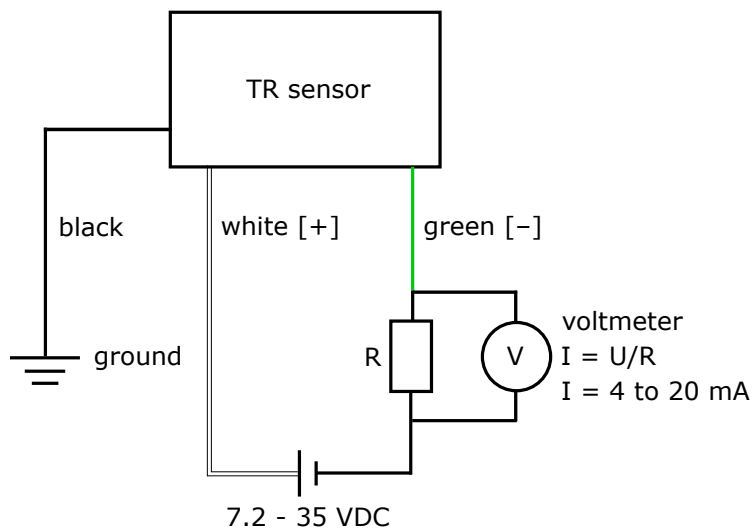 TR sensor
black
white [+]
green [–]
ground
R
V
voltmeter
I = U/R
I = 4 to 20 mA
7.2 - 35 VDC